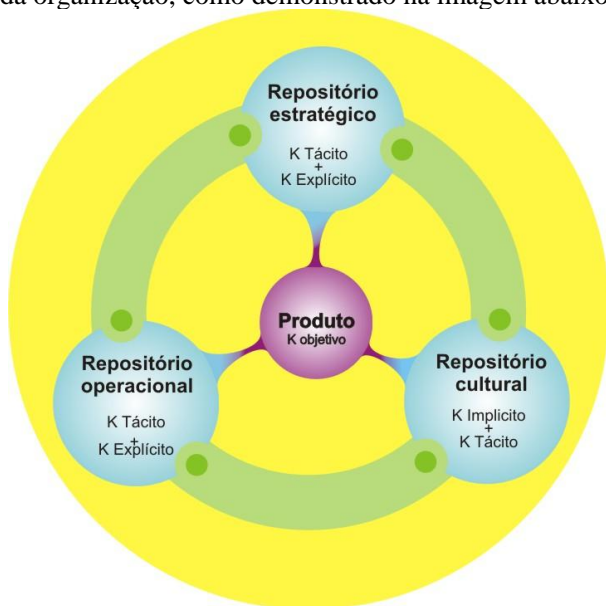 da organização, como demonstrado na imagem abaixo
Repositório
estratégico
K Tácito
+
K Explícito
Produto
K objetivo
Repositório
operacional
K Tácito
+
K Explícito
Repositório
cultural
K Implicito
+
K Tácito